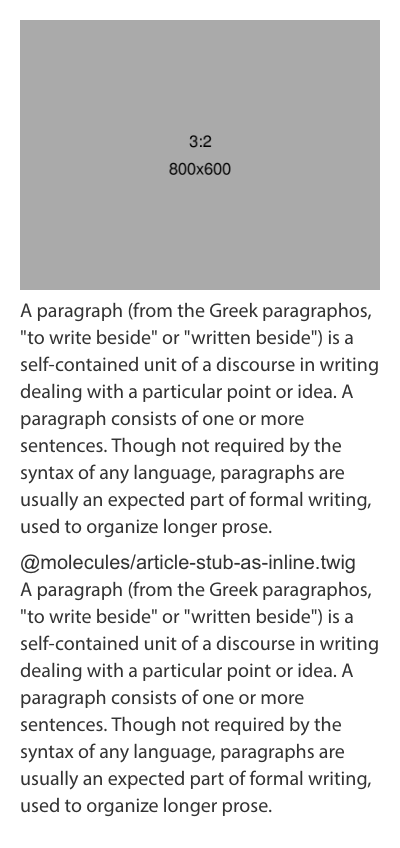 3:2
800x600
A paragraph (from the Greek paragraphos,
"to write beside" or "written beside") is a
self-contained unit of a discourse in writing
dealing with a particular point or idea. A
paragraph consists of one or more
sentences. Though not required by the
syntax of any language, paragraphs are
usually an expected part of formal writing,
used to organize longer prose.
@molecules/article-stub-as-inline.twig
A paragraph (from the Greek paragraphos,
"to write beside" or "written beside") is a
self-contained unit of a discourse in writing
dealing with a particular point or idea. A
paragraph consists of one or more
sentences. Though not required by the
syntax of any language, paragraphs are
usually an expected part of formal writing,
used to organize longer prose.